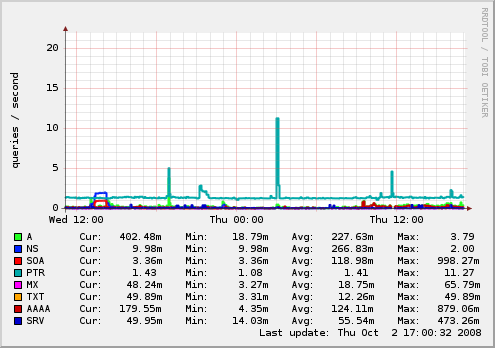 RRDTOOL / TOBI OETIKER
queries / second
20
15
10
5
0
Wed 12:00 Thu 00:00 Thu 12:00
A Cur: 402.48m Min: 18.79m Avg: 227.63m Max: 3.79
NS Cur: 9.98m Min: 9.98m Avg: 266.83m Max: 2.00
SOA Cur: 3.36m Min: 3.36m Avg: 118.98m Max: 998.27m
PTR Cur: 1.43 Min: 1.08 Avg: 1.41 Max: 11.27
MX Cur: 48.24m Min: 3.27m Avg: 18.75m Max: 65.79m
TXT Cur: 49.89m Min: 3.31m Avg: 12.26m Max: 49.89m
AAAA Cur: 179.55m Min: 4.35m Avg: 124.11m Max: 879.06m
SRV Cur: 49.95m Min: 14.03m Avg: 55.54m Max: 473.26m
Last update: Thu Oct 2 17:00:32 2008